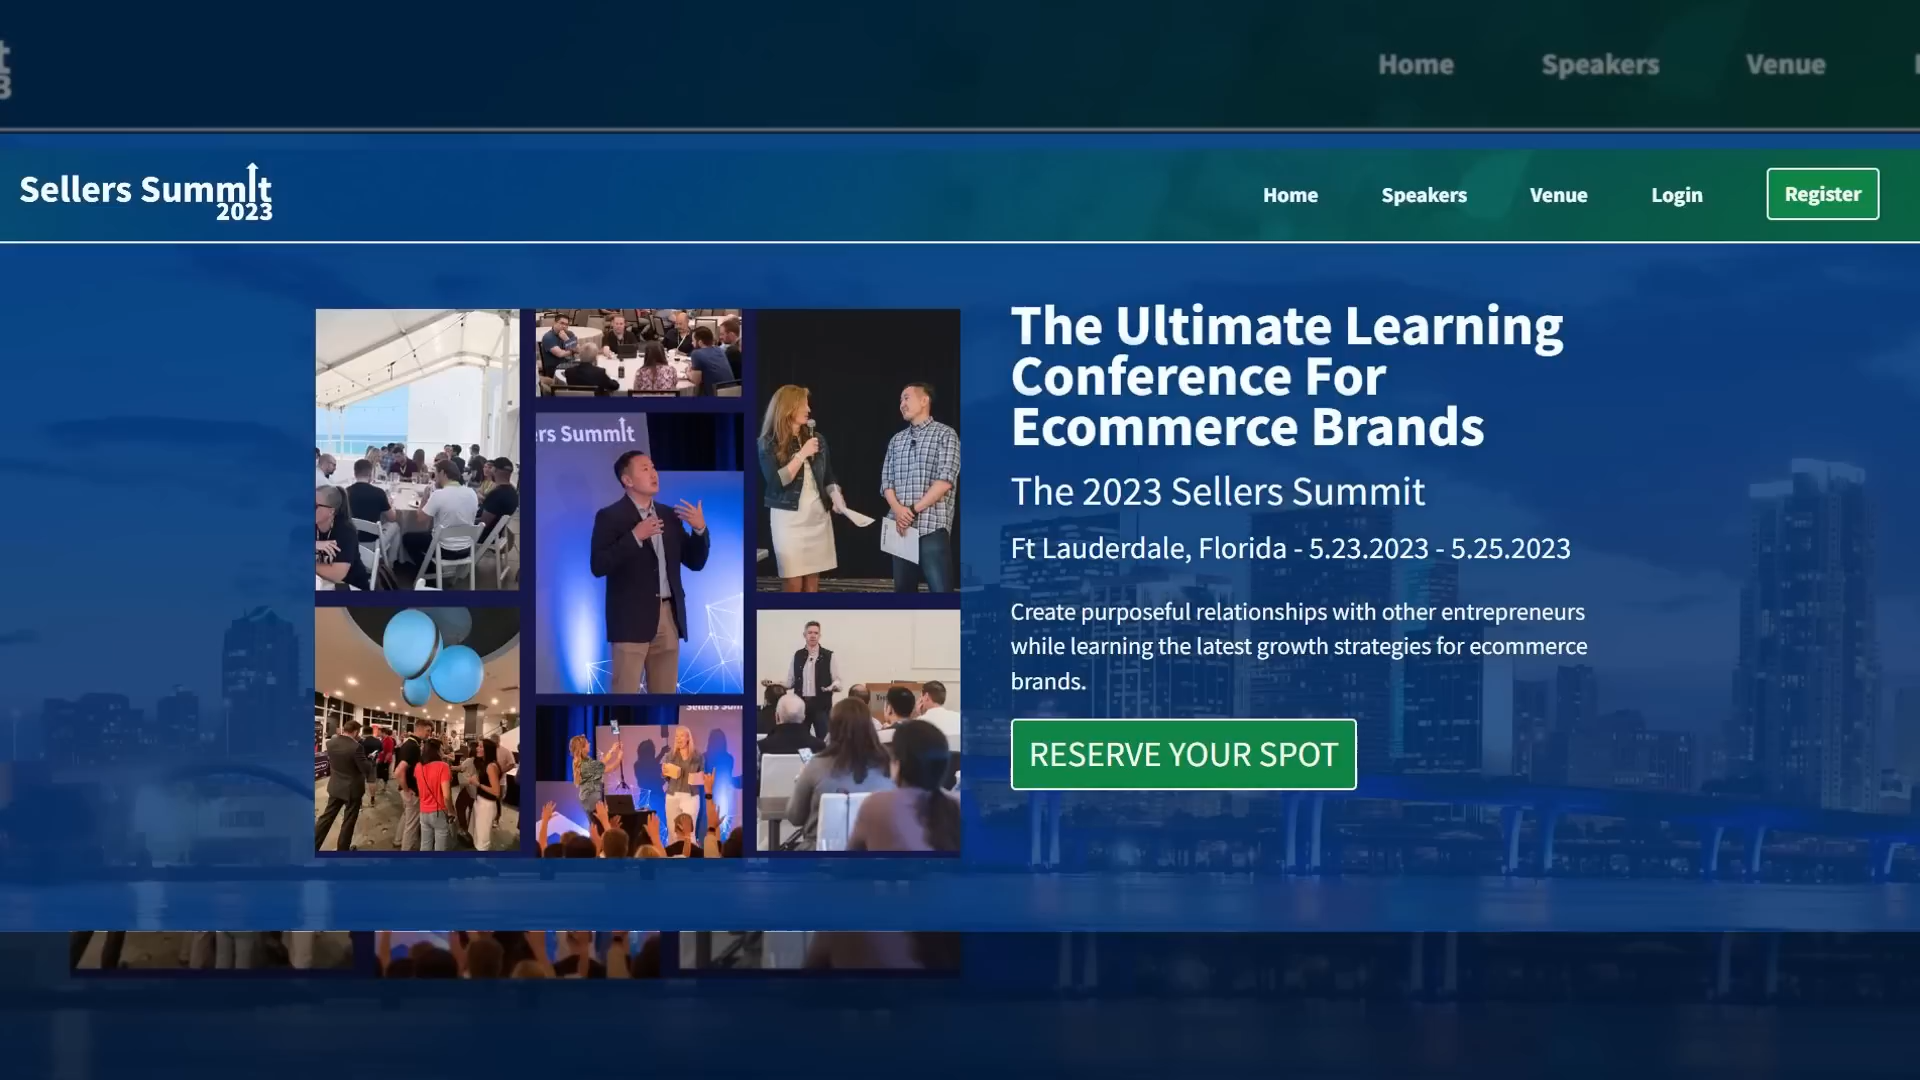 Home Speakers Venue
Sellers Summit
2023
Home Speakers Venue Login Register
ers Summit
The Ultimate Learning
Conference For
Ecommerce Brands
The 2023 Sellers Summit
Ft Lauderdale, Florida - 5.23.2023 - 5.25.2023
Create purposeful relationships with other entrepreneurs
while learning the latest growth strategies for ecommerce
brands.
RESERVE YOUR SPOT